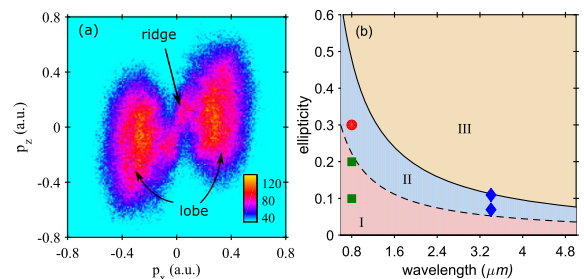 (a)
ridge
lobe
120
80
40
0.8
0.4
0
-0.4
-0.8
-0.8
-0.4
0
0.4
0.8
p_z (a.u.)
p_x (a.u.)
(b)
III
II
I
0.6
0.5
0.4
0.3
0.2
0.1
0
0.8
1.6
2.4
3.2
4
4.8
ellipticity
wavelength (μm)